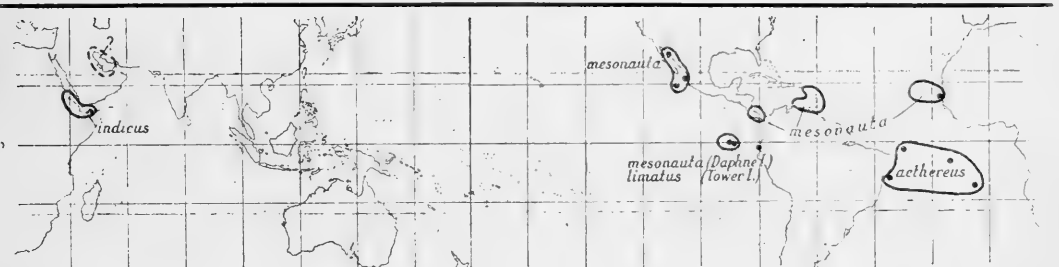 ?
mesonauta
indicus
mesonauta
mesonauta (Daphne I.)
limatus (Tower I.)
aethereus